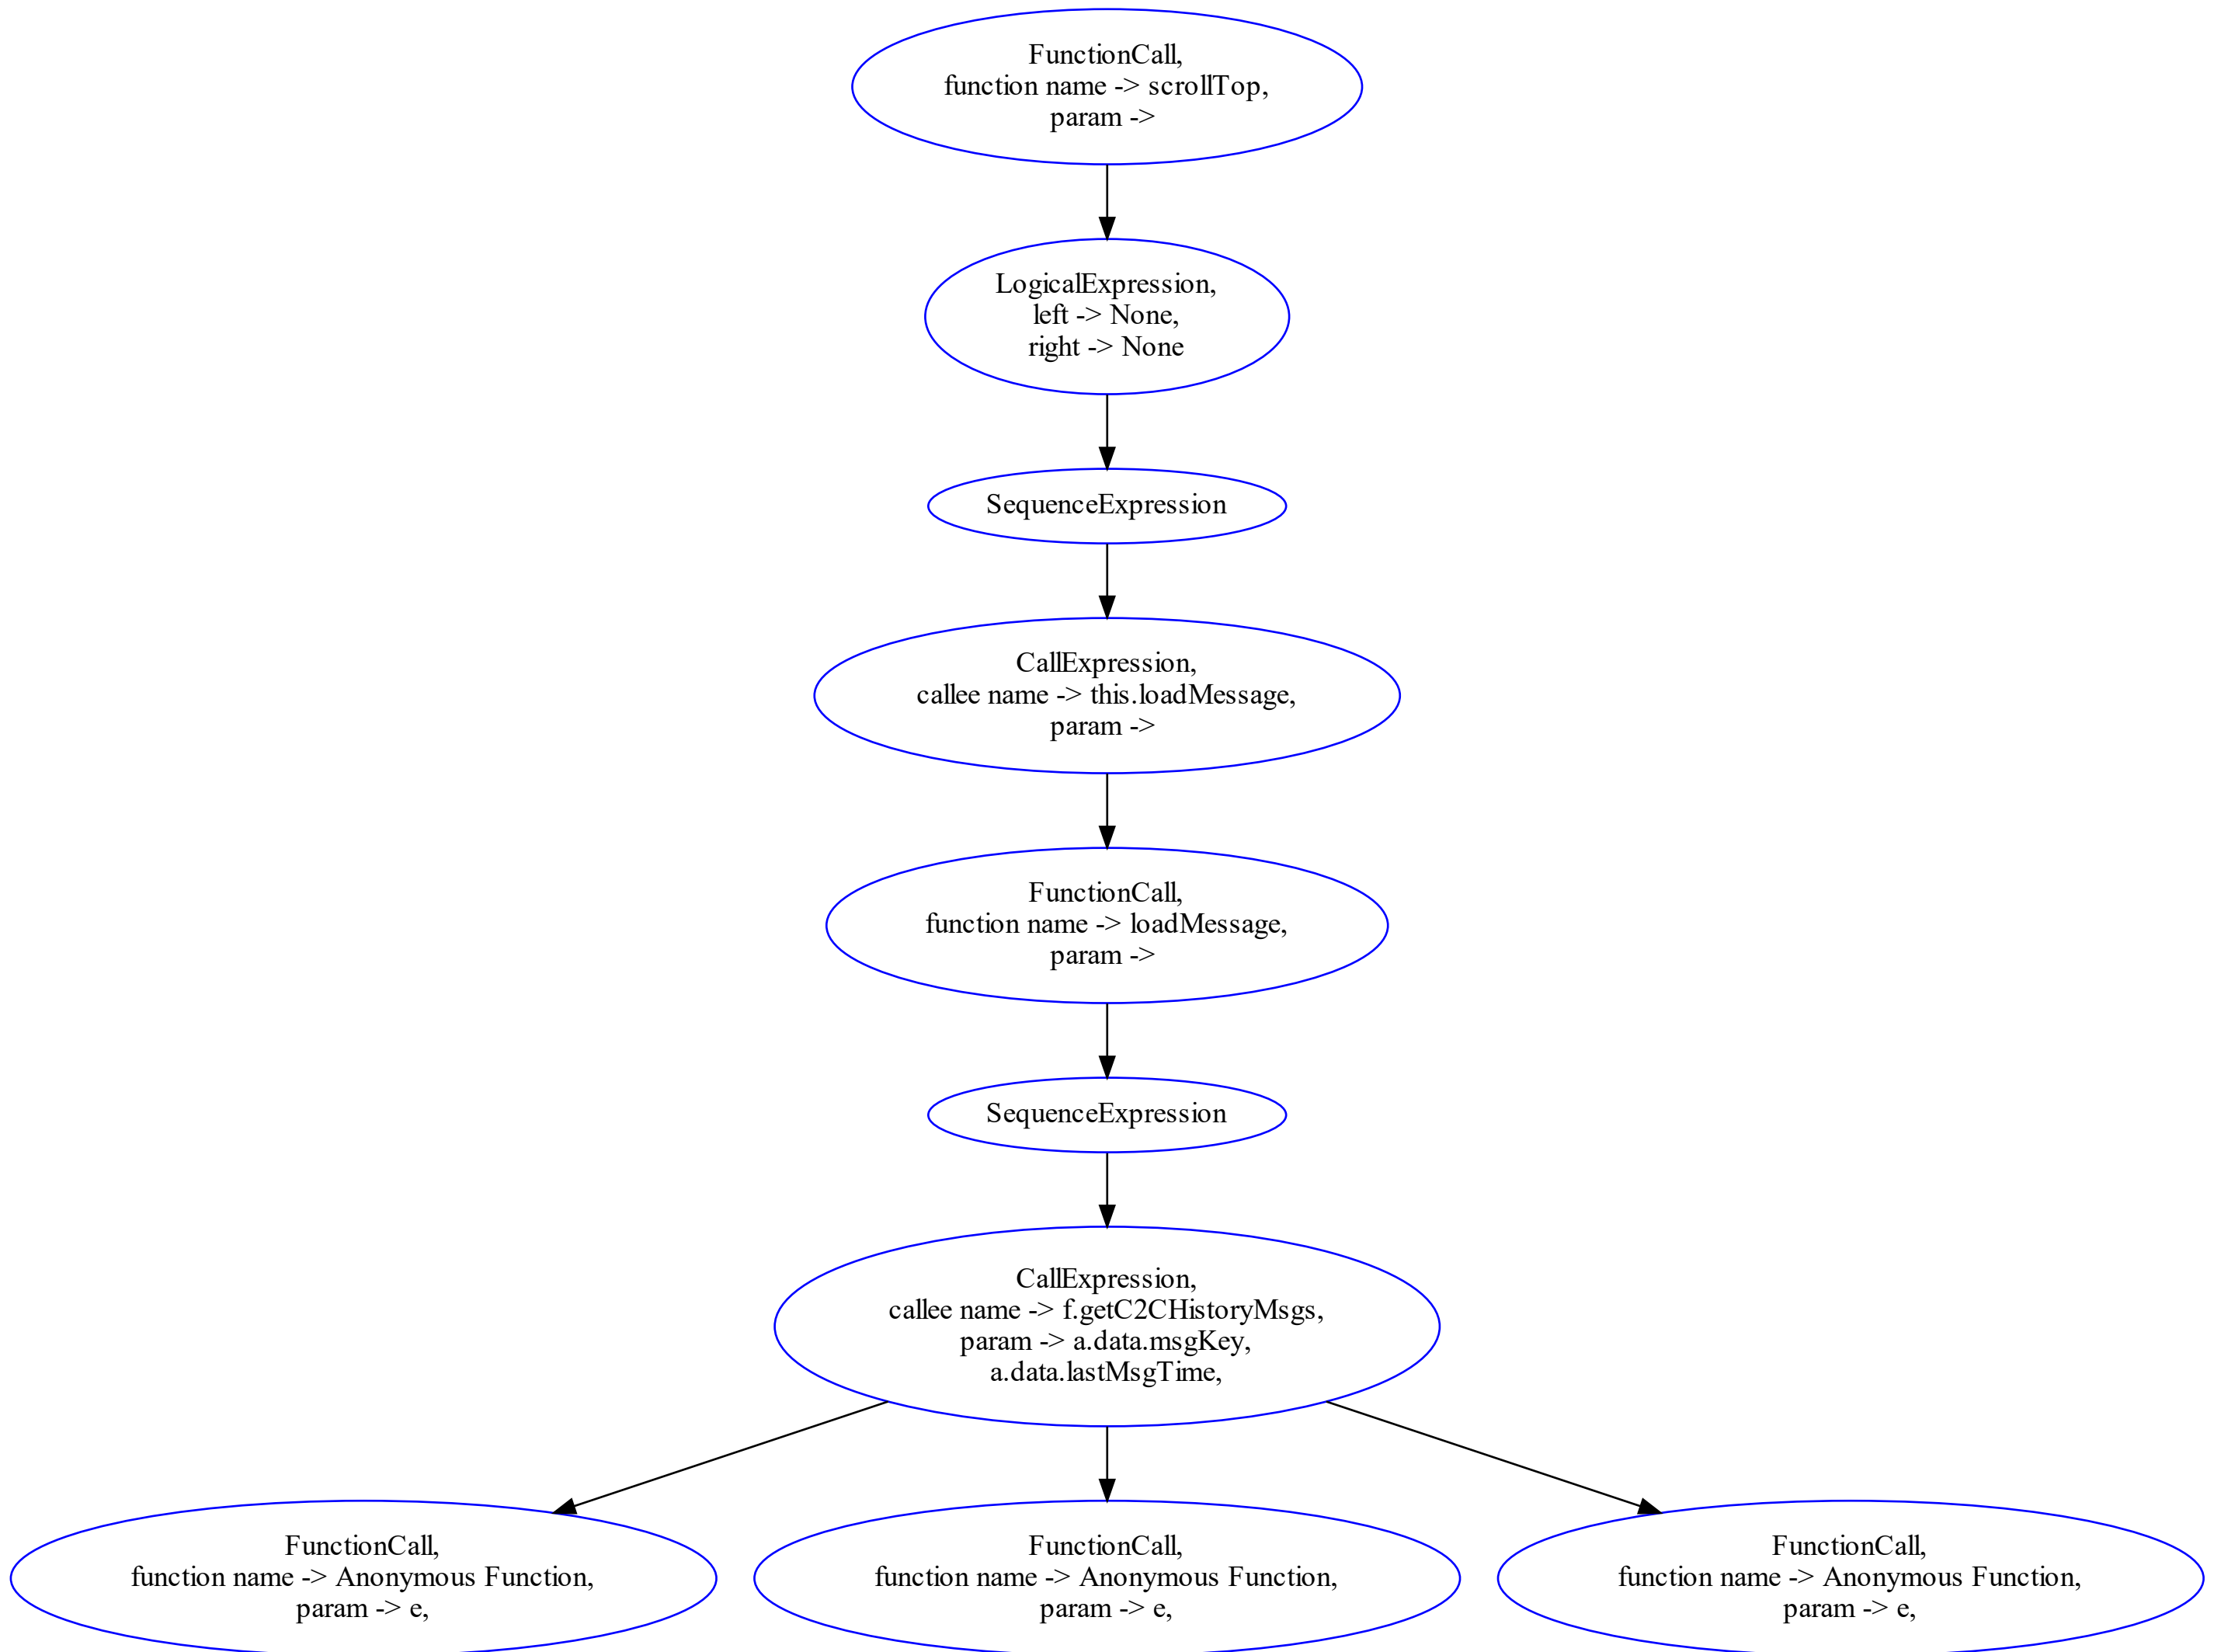 FunctionCall,
function name -> scrollTop,
param ->
LogicalExpression,
left -> None,
right -> None
SequenceExpression
CallExpression,
callee name -> this.loadMessage,
param ->
FunctionCall,
function name -> loadMessage,
param ->
SequenceExpression
CallExpression,
callee name -> f.getC2CHistoryMsgs,
param -> a.data.msgKey,
a.data.lastMsgTime,
FunctionCall,
function name -> Anonymous Function,
param -> e,
FunctionCall,
function name -> Anonymous Function,
param -> e,
FunctionCall,
function name -> Anonymous Function,
param -> e,